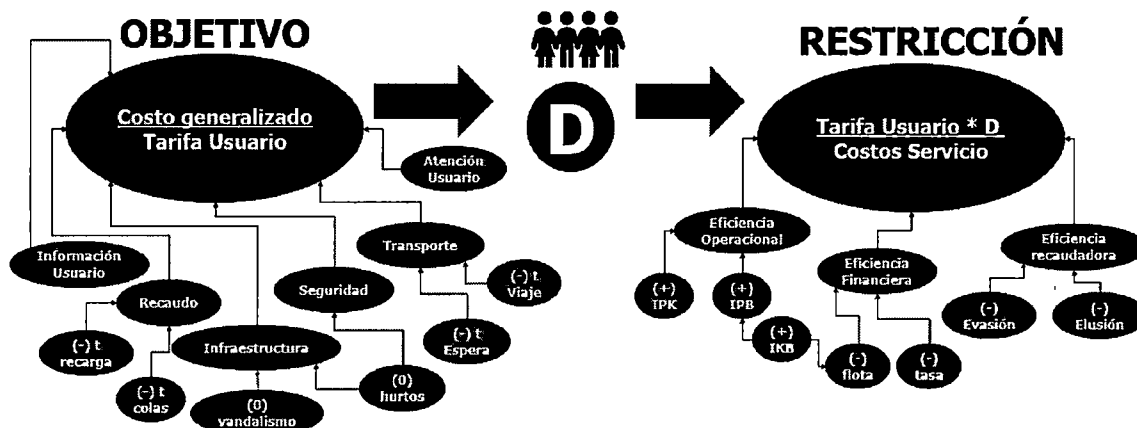 OBJETIVO
RESTRICCIÓN
Costo generalizado
Tarifa Usuario
D
Tarifa Usuario * D
Costos Servicio
Atención
Usuario
Información
Usuario
Recaudo
(-) t
recarga
(-) t
colas
Infraestructura
(0)
vandalismo
Seguridad
(0)
hurtos
Transporte
(-) t
Viaje
(-) t
Espera
Eficiencia
Operacional
(+)
IPK
(+)
IPB
(+)
IKB
Eficiencia
Financiera
(-)
flota
(-)
tasa
Eficiencia
recaudadora
(-)
Evasión
(-)
Elusión